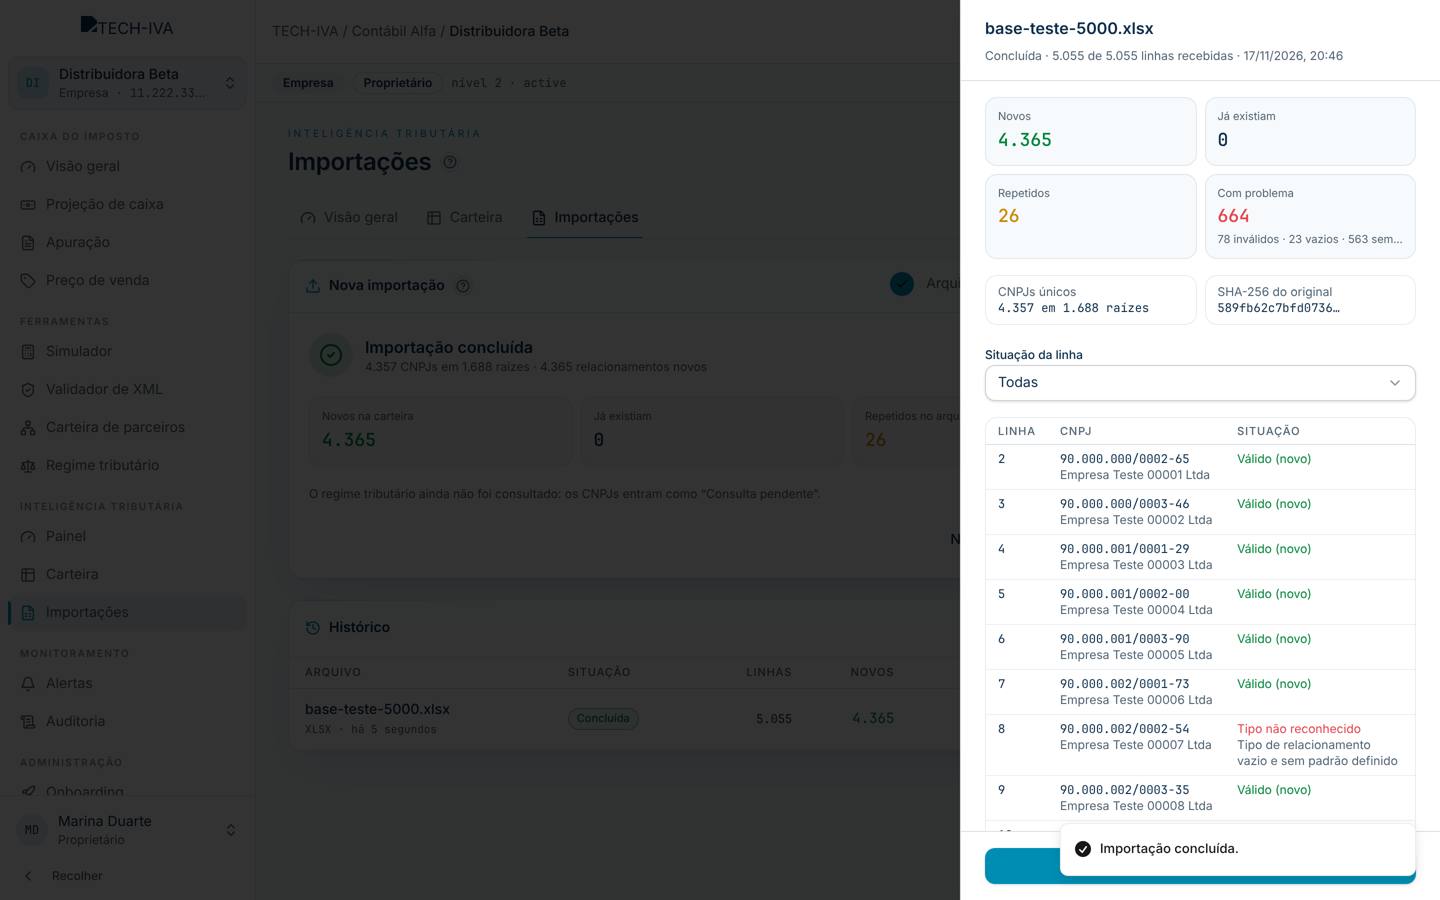 TECH-IVA
DI
Distribuidora Beta
Empresa · 11.222.33…
CAIXA DO IMPOSTO
Visão geral
Projeção de caixa
Apuração
Preço de venda
FERRAMENTAS
Simulador
Validador de XML
Carteira de parceiros
Regime tributário
INTELIGÊNCIA TRIBUTÁRIA
Painel
Carteira
Importações
MONITORAMENTO
Alertas
Auditoria
ADMINISTRAÇÃO
Onboarding
MD
Marina Duarte
Proprietário
Recolher
TECH-IVA / Contábil Alfa / Distribuidora Beta
Empresa Proprietário nível 2 · active
INTELIGÊNCIA TRIBUTÁRIA
Importações
Visão geral Carteira Importações
Nova importação
Importação concluída
4.357 CNPJs em 1.688 raízes · 4.365 relacionamentos novos
Novos na carteira
4.365
Já existiam
0
26
O regime tributário ainda não foi consultado: os CNPJs entram como “Consulta pendente”.
Histórico
ARQUIVO SITUAÇÃO LINHAS NOVOS
base-teste-5000.xlsx Concluída 5.055 4.365
XLSX · há 5 segundos
base-teste-5000.xlsx
Concluída · 5.055 de 5.055 linhas recebidas · 17/11/2026, 20:46
Novos
4.365
Já existiam
0
Repetidos
26
Com problema
664
78 inválidos · 23 vazios · 563 sem…
CNPJs únicos
4.357 em 1.688 raízes
SHA-256 do original
589fb62c7bfd0736…
Situação da linha
Todas
LINHA CNPJ SITUAÇÃO
2 90.000.000/0002-65 Válido (novo)
Empresa Teste 00001 Ltda
3 90.000.000/0003-46 Válido (novo)
Empresa Teste 00002 Ltda
4 90.000.001/0001-29 Válido (novo)
Empresa Teste 00003 Ltda
5 90.000.001/0002-00 Válido (novo)
Empresa Teste 00004 Ltda
6 90.000.001/0003-90 Válido (novo)
Empresa Teste 00005 Ltda
7 90.000.002/0001-73 Válido (novo)
Empresa Teste 00006 Ltda
8 90.000.002/0002-54 Tipo não reconhecido
Empresa Teste 00007 Ltda Tipo de relacionamento
vazio e sem padrão definido
9 90.000.002/0003-35 Válido (novo)
Empresa Teste 00008 Ltda
Importação concluída.